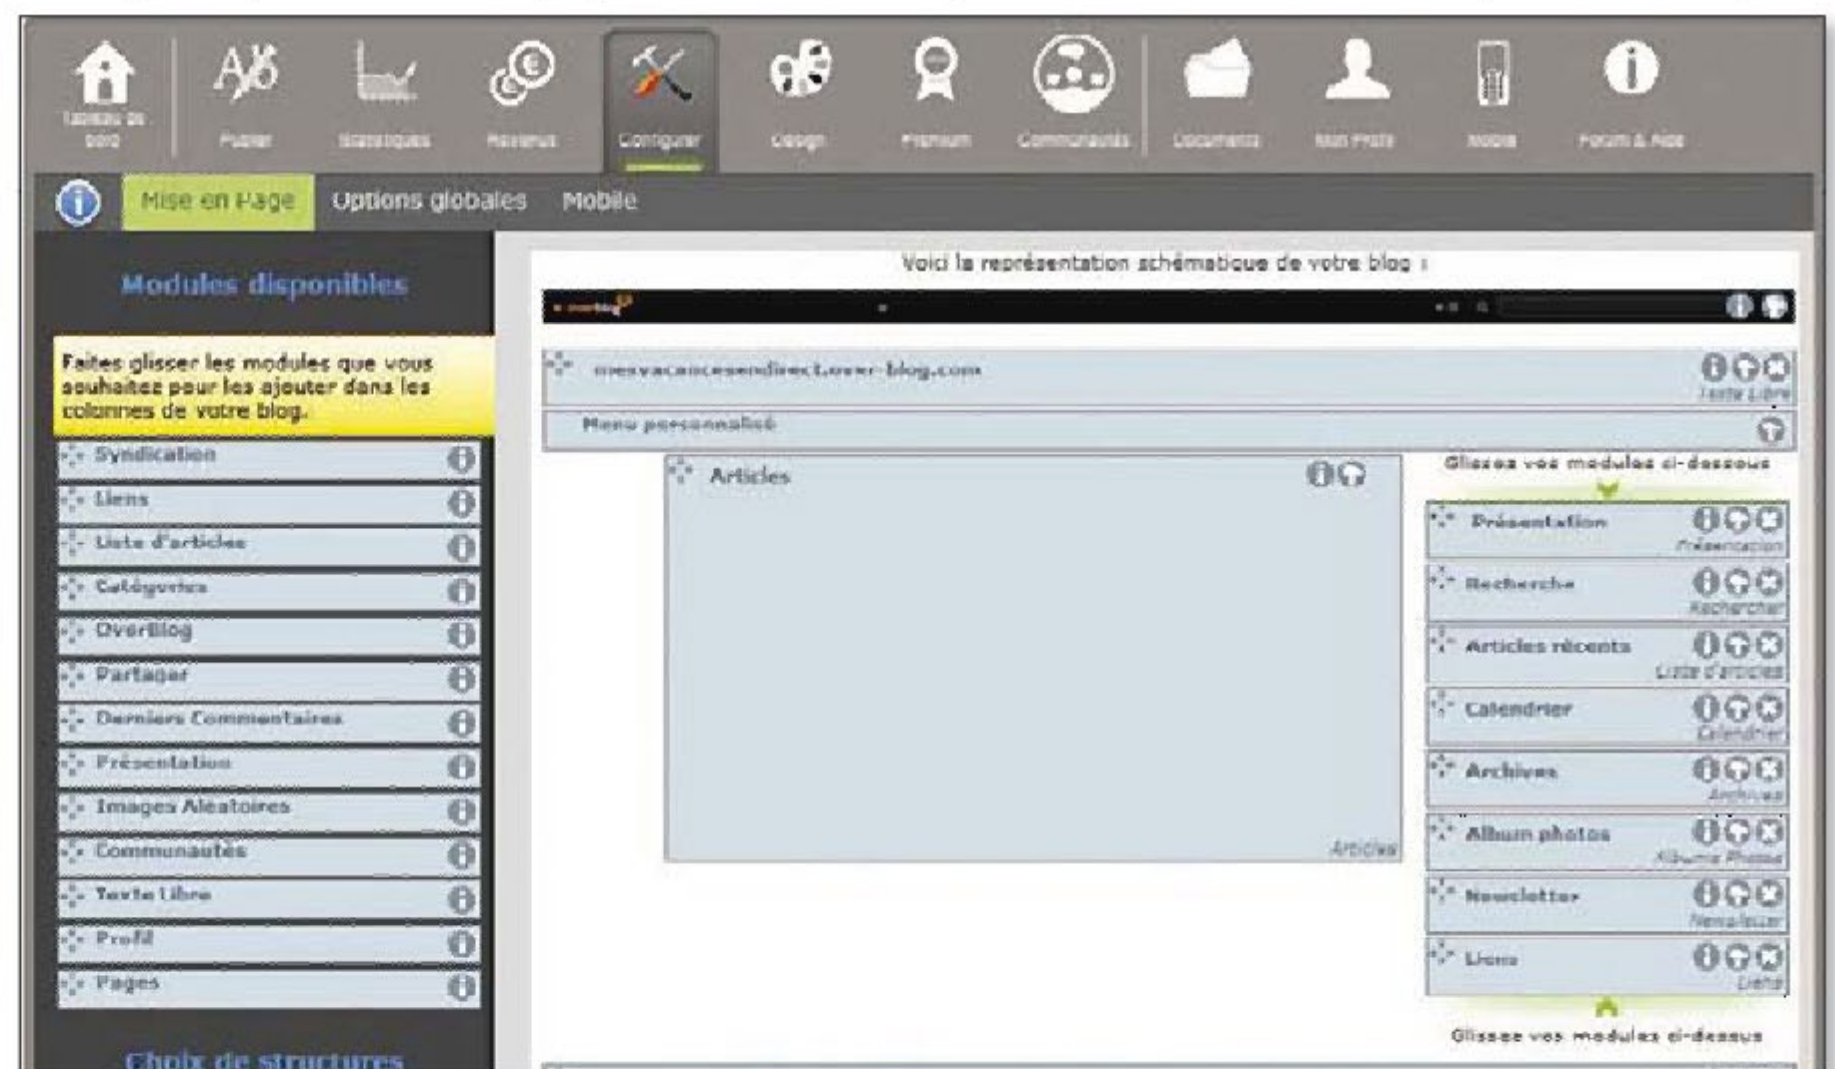 Tableau de
bord
Publier
Statistiques
Revenus
Configurer
Design
Premium
Communautés
Documents
Mon Profil
Mobile
Forum & Aide
Mise en Page
Options globales
Mobile
Modules disponibles
Faites glisser les modules que vous
souhaitez pour les ajouter dans les
colonnes de votre blog.
Syndication
Liens
Liste d'articles
Catégories
OverBlog
Partager
Derniers Commentaires
Présentation
Images Aléatoires
Communautés
Texte Libre
Profil
Pages
Choix de structures
Voici la représentation schématique de votre blog :
overblog
mesvacancesendirect.over-blog.com
Texte Libre
Menu personnalisé
Articles
Articles
Glissez vos modules ci-dessous
Présentation
Présentation
Recherche
Rechercher
Articles récents
Liste d'articles
Calendrier
Calendrier
Archives
Archives
Album photos
Albums Photos
Newsletter
Newsletter
Liens
Liens
Glissez vos modules ci-dessus